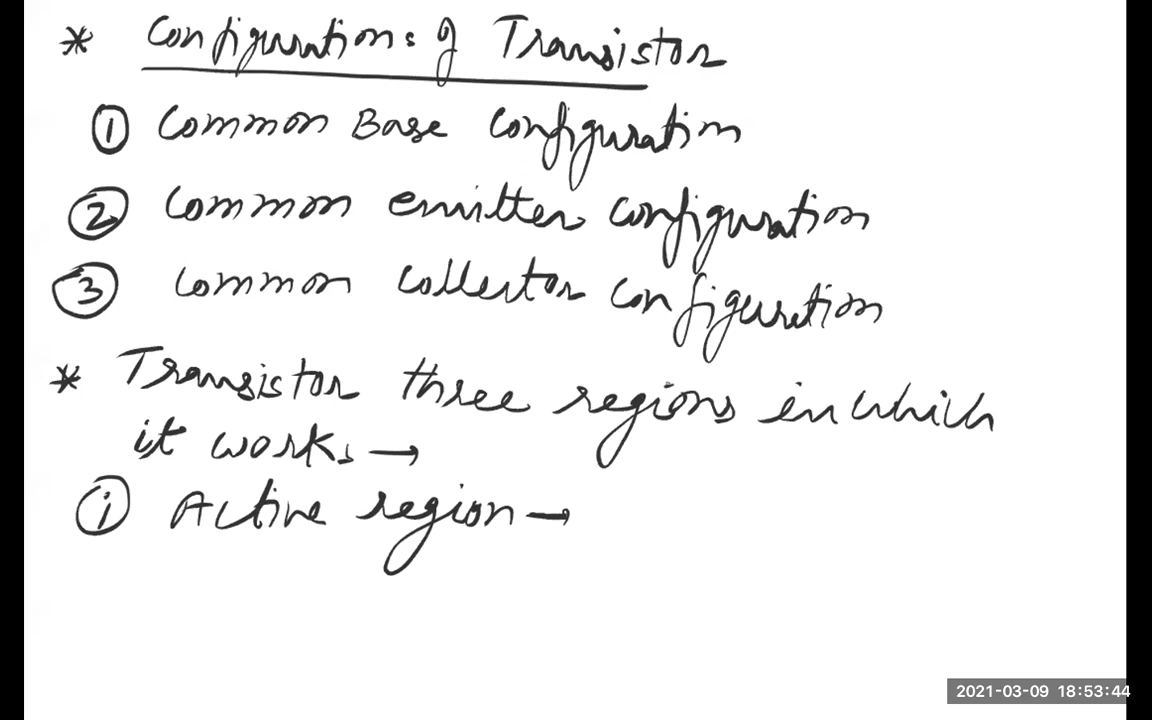 * Configurations of Transistor
① Common Base Configuration
② Common emitter configuration
③ Common Collector configuration
* Transistor three regions in which
it works →
ⓘ Active region →
2021-03-09 18:53:44